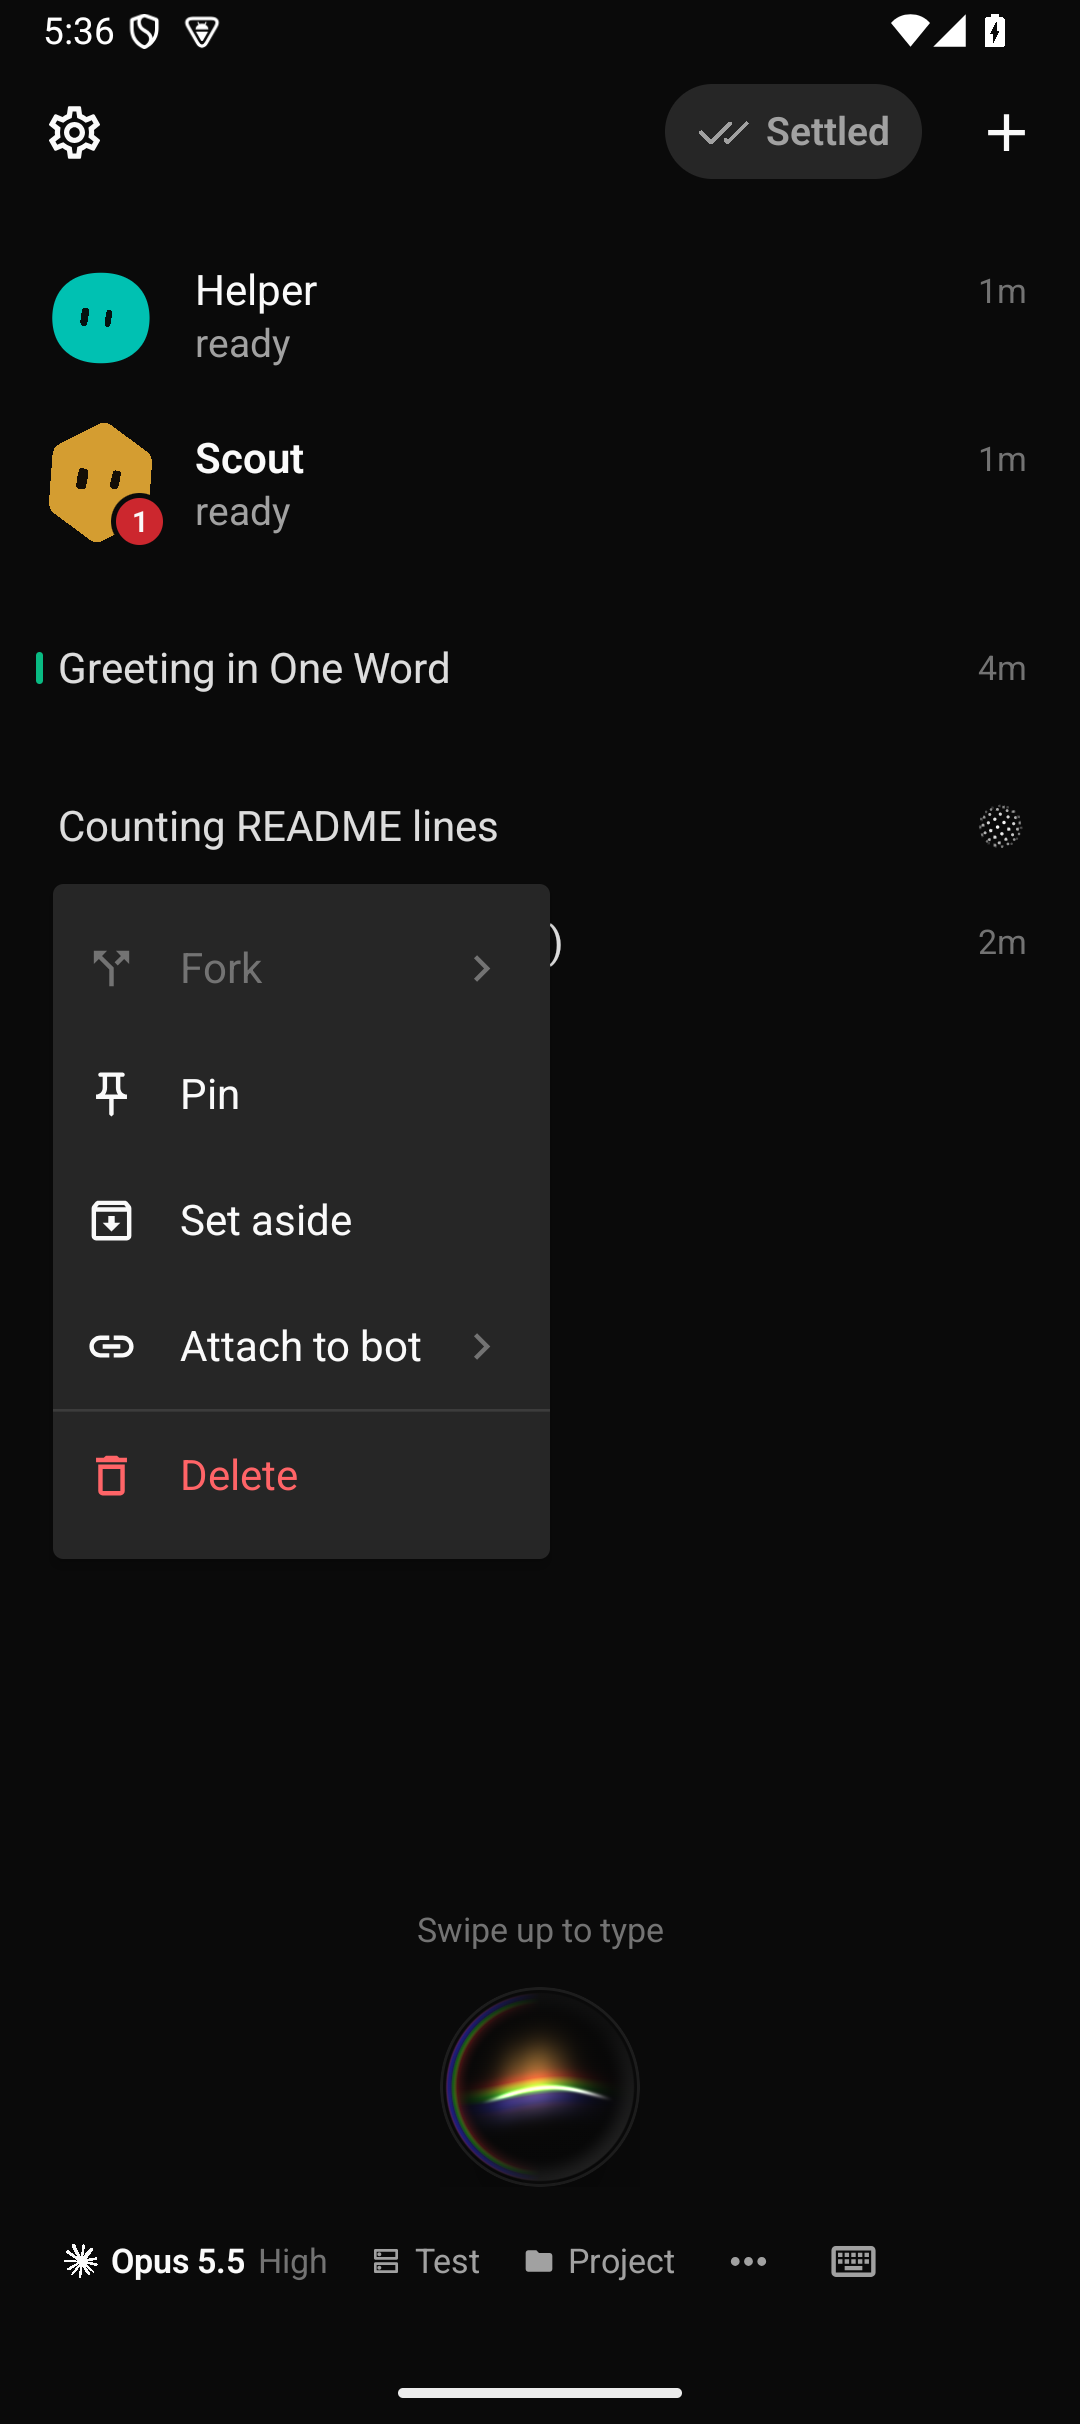 5:36
Settled
Helper
1m
ready
Scout
1m
1
ready
Greeting in One Word
4m
Counting README lines
)
2m
Fork
Pin
Set aside
Attach to bot
Delete
Swipe up to type
Opus 5.5 High Test Project